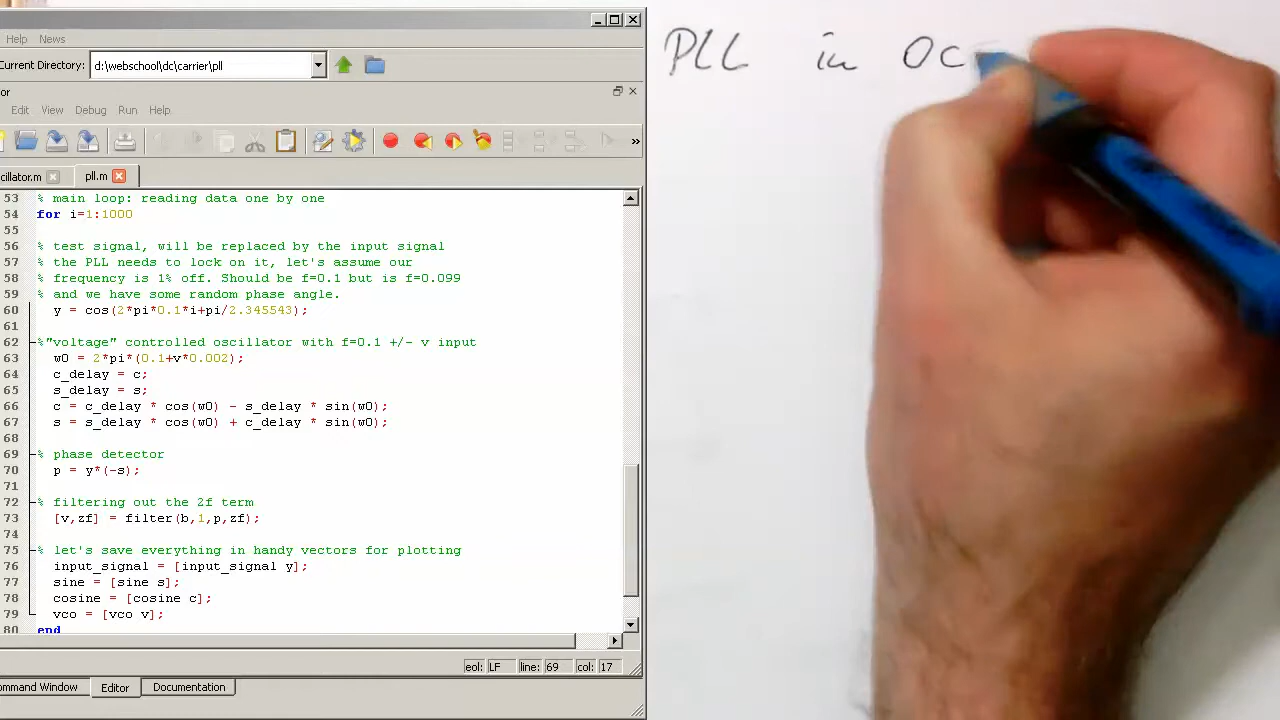 Help News
urrent Directory: d:\webschool\dc\carrier\pll
or
Edit View Debug Run Help
»
cillator.m pll.m
53 % main loop: reading data one by one
54 for i=1:1000
55
56 % test signal, will be replaced by the input signal
57 % the PLL needs to lock on it, let's assume our
58 % frequency is 1% off. Should be f=0.1 but is f=0.099
59 % and we have some random phase angle.
60 y = cos(2*pi*0.1*i+pi/2.345543);
61
62 %"voltage" controlled oscillator with f=0.1 +/- v input
63 w0 = 2*pi*(0.1+v*0.002);
64 c_delay = c;
65 s_delay = s;
66 c = c_delay * cos(w0) - s_delay * sin(w0);
67 s = s_delay * cos(w0) + c_delay * sin(w0);
68
69 % phase detector
70 p = y*(-s);
71
72 % filtering out the 2f term
73 [v,zf] = filter(b,1,p,zf);
74
75 % let's save everything in handy vectors for plotting
76 input_signal = [input_signal y];
77 sine = [sine s];
78 cosine = [cosine c];
79 vco = [vco v];
80 end
eol: LF line: 69 col: 17
ommand Window Editor Documentation
PLL in Oc